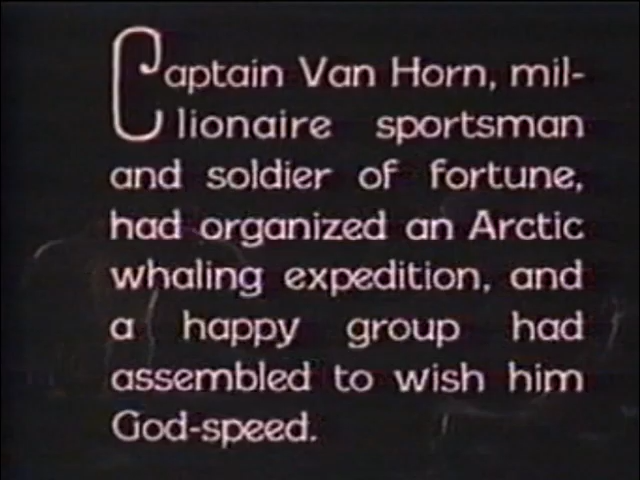 Captain Van Horn, mil-
lionaire sportsman
and soldier of fortune,
had organized an Arctic
whaling expedition, and
a happy group had
assembled to wish him
God-speed.